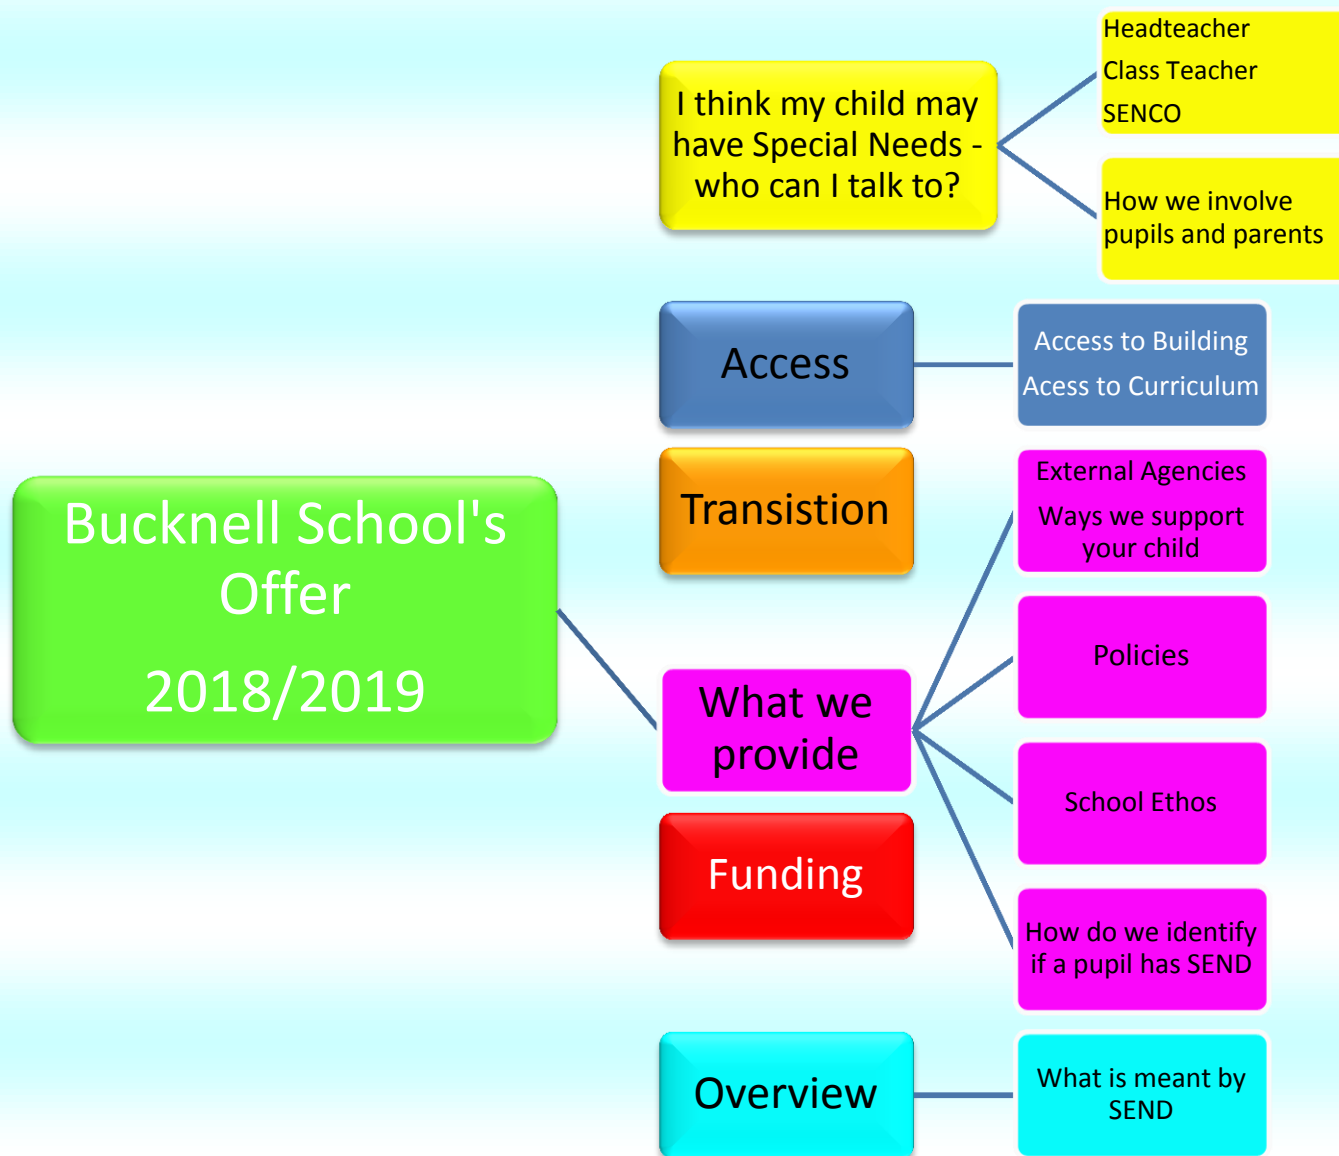 Bucknell School's
Offer
2018/2019
I think my child may
have Special Needs -
who can I talk to?
Headteacher
Class Teacher
SENCO
How we involve
pupils and parents
Access
Access to Building
Acess to Curriculum
Transistion
What we
provide
External Agencies
Ways we support
your child
Policies
School Ethos
How do we identify
if a pupil has SEND
Funding
Overview
What is meant by
SEND